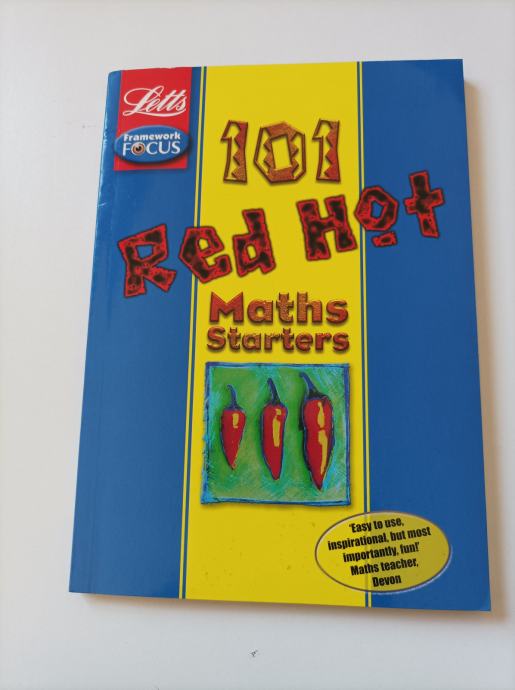 Letts
Framework
FOCUS
101
Red Hot
Maths
Starters
'Easy to use,
inspirational, but most
importantly, fun!'
Maths teacher,
Devon